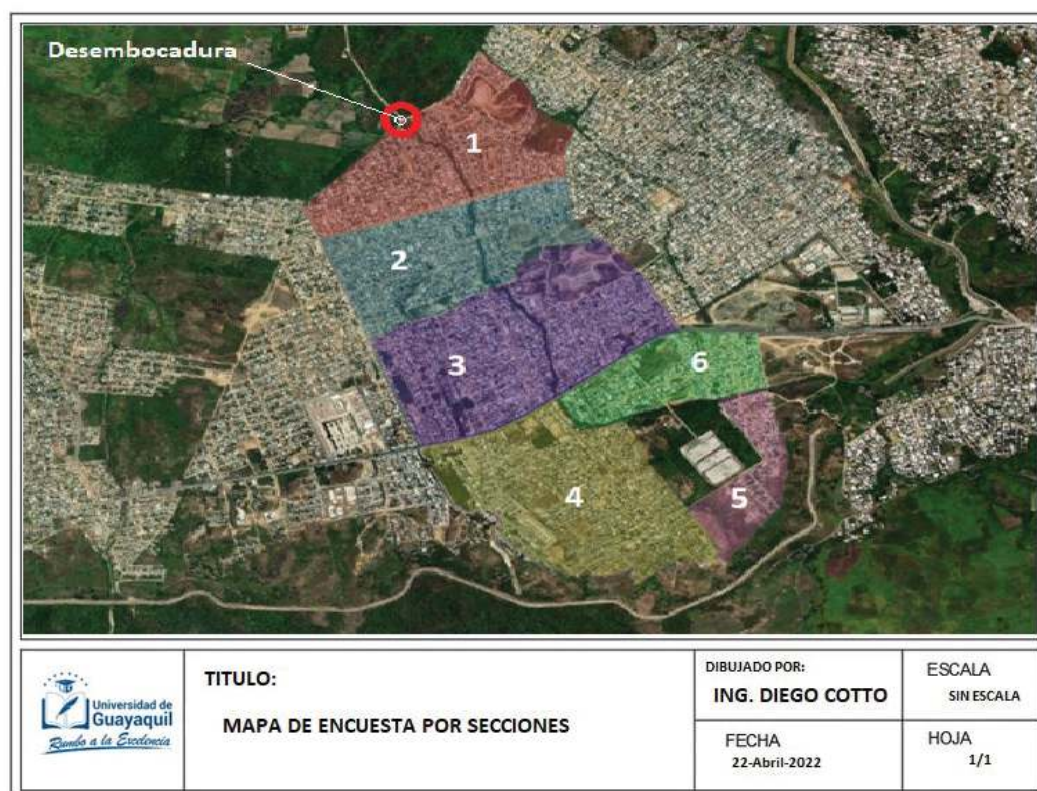 Desembocadura
1
2
3
6
4
5
Universidad de
Guayaquil
Rumbo a la Excelencia
TITULO:
MAPA DE ENCUESTA POR SECCIONES
DIBUJADO POR:
ING. DIEGO COTTO
ESCALA
SIN ESCALA
FECHA
22-Abril-2022
HOJA
1/1